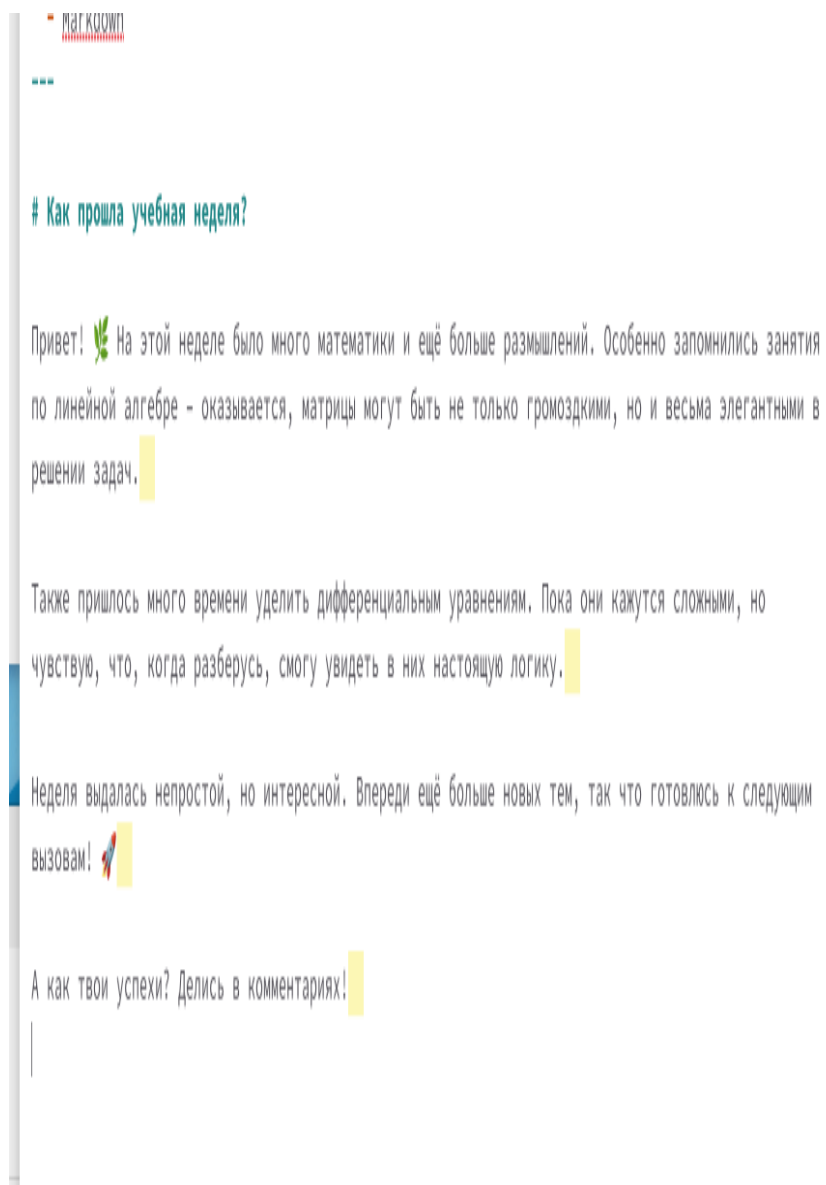 - Markdown
---
# Как прошла учебная неделя?
Привет! 🌿 На этой неделе было много математики и ещё больше размышлений. Особенно запомнились занятия
по линейной алгебре – оказывается, матрицы могут быть не только громоздкими, но и весьма элегантными в
решении задач.
Также пришлось много времени уделить дифференциальным уравнениям. Пока они кажутся сложными, но
чувствую, что, когда разберусь, смогу увидеть в них настоящую логику.
Неделя выдалась непростой, но интересной. Впереди ещё больше новых тем, так что готовлюсь к следующим
вызовам! 🚀
А как твои успехи? Делись в комментариях!